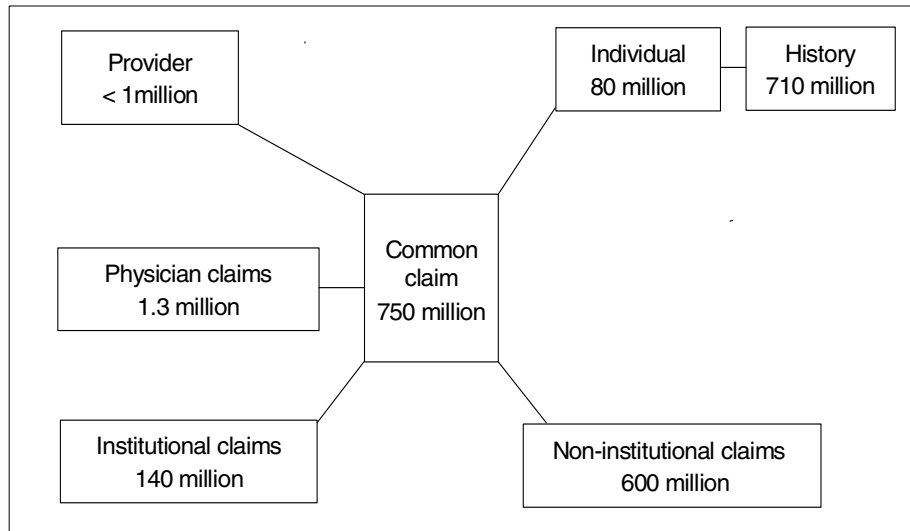 Provider
< 1million
Individual
80 million
History
710 million
Common
claim
750 million
Physician claims
1.3 million
Institutional claims
140 million
Non-institutional claims
600 million